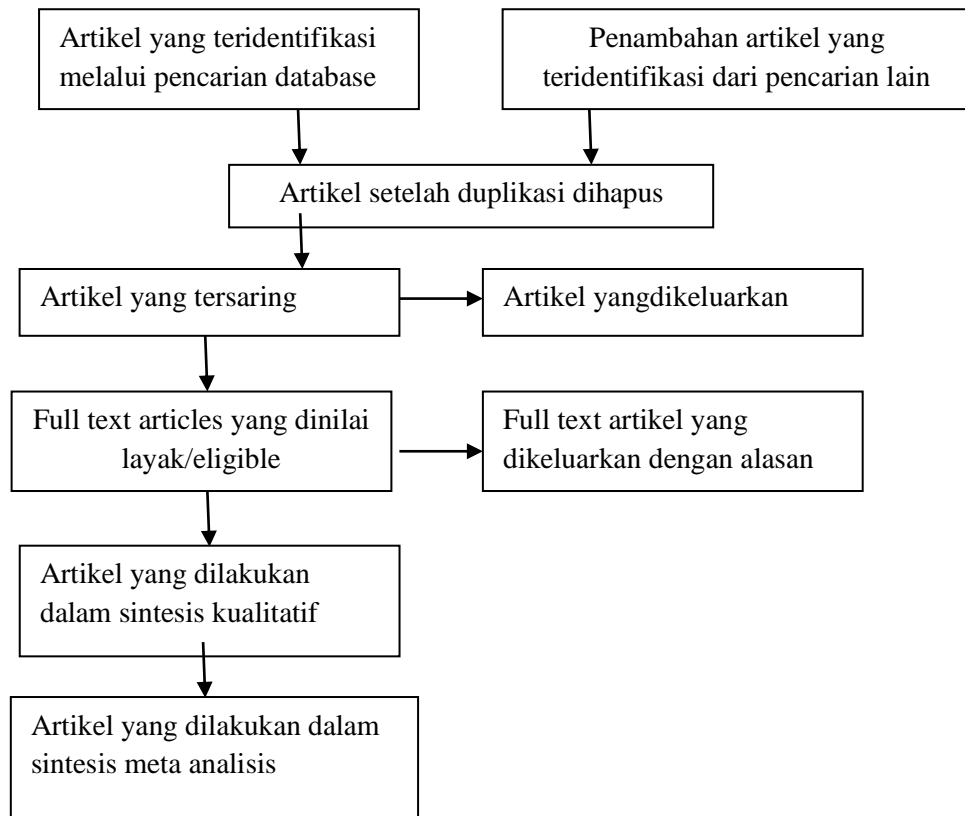 Artikel yang teridentifikasi
melalui pencarian database
Penambahan artikel yang
teridentifikasi dari pencarian lain
Artikel setelah duplikasi dihapus
Artikel yang tersaring
Artikel yangdikeluarkan
Full text articles yang dinilai
layak/eligible
Full text artikel yang
dikeluarkan dengan alasan
Artikel yang dilakukan
dalam sintesis kualitatif
Artikel yang dilakukan dalam
sintesis meta analisis